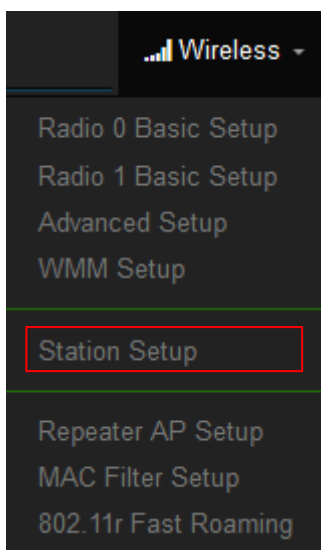 Wireless
Radio 0 Basic Setup
Radio 1 Basic Setup
Advanced Setup
WMM Setup
Station Setup
Repeater AP Setup
MAC Filter Setup
802.11r Fast Roaming